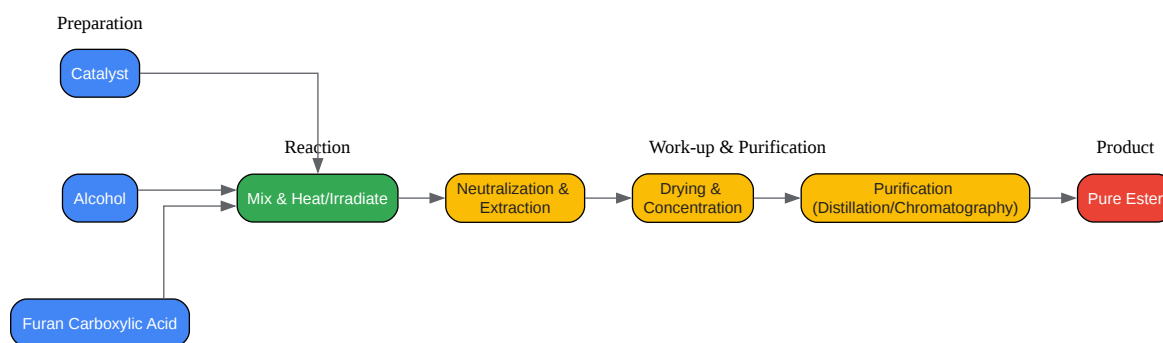 Preparation
Catalyst
Reaction
Work-up & Purification
Product
Alcohol
Mix & Heat/Irradiate
Neutralization &
Extraction
Drying &
Concentration
Purification
(Distillation/Chromatography)
Pure Ester
Furan Carboxylic Acid